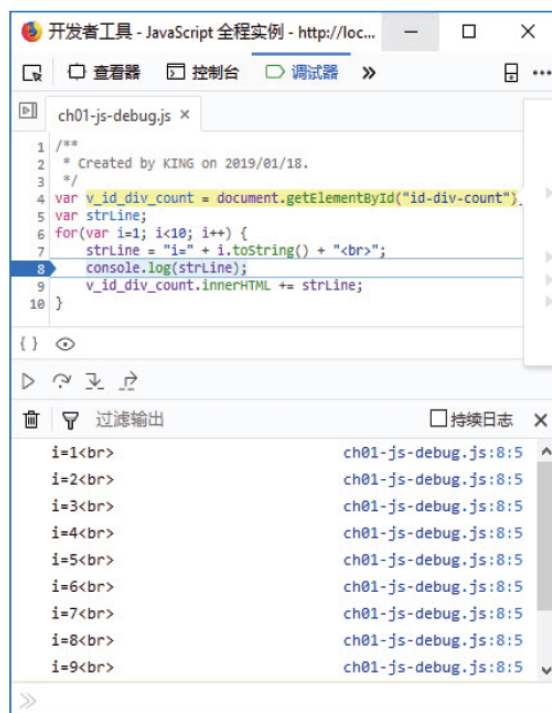 开发者工具 - JavaScript 全程实例 - http://loc...
查看器 控制台 调试器
ch01-js-debug.js ×
1 /**
2 * Created by KING on 2019/01/18.
3 */
4 var v_id_div_count = document.getElementById("id-div-count")
5 var strLine;
6 for(var i=1; i<10; i++) {
7 strLine = "i=" + i.toString() + "<br>";
8 console.log(strLine);
9 v_id_div_count.innerHTML += strLine;
10 }
{ }
过滤输出 持续日志
i=1<br> ch01-js-debug.js:8:5
i=2<br> ch01-js-debug.js:8:5
i=3<br> ch01-js-debug.js:8:5
i=4<br> ch01-js-debug.js:8:5
i=5<br> ch01-js-debug.js:8:5
i=6<br> ch01-js-debug.js:8:5
i=7<br> ch01-js-debug.js:8:5
i=8<br> ch01-js-debug.js:8:5
i=9<br> ch01-js-debug.js:8:5